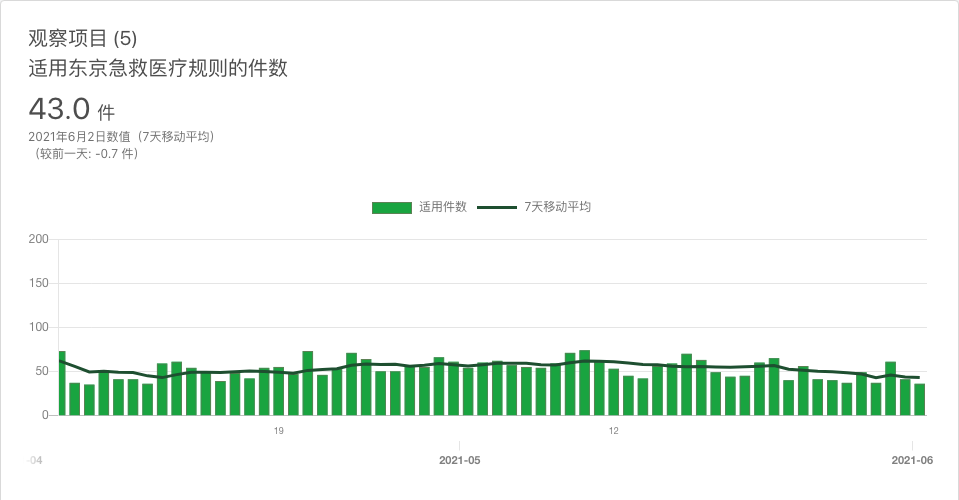 观察项目 (5)
适用东京急救医疗规则的件数
43.0 件
2021年6月2日数值（7天移动平均）
（较前一天: -0.7 件）
适用件数 7天移动平均
200
150
100
50
0
19 12
-04 2021-05 2021-06